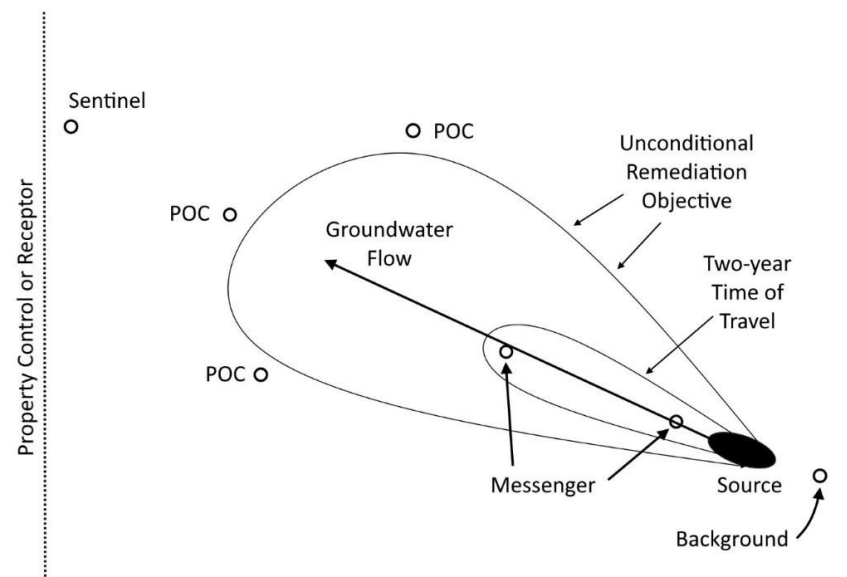 Sentinel
POC
Unconditional
Remediation
Objective
POC
Groundwater
Flow
Two-year
Time of
Travel
Property Control or Receptor
POC
Messenger
Source
Background